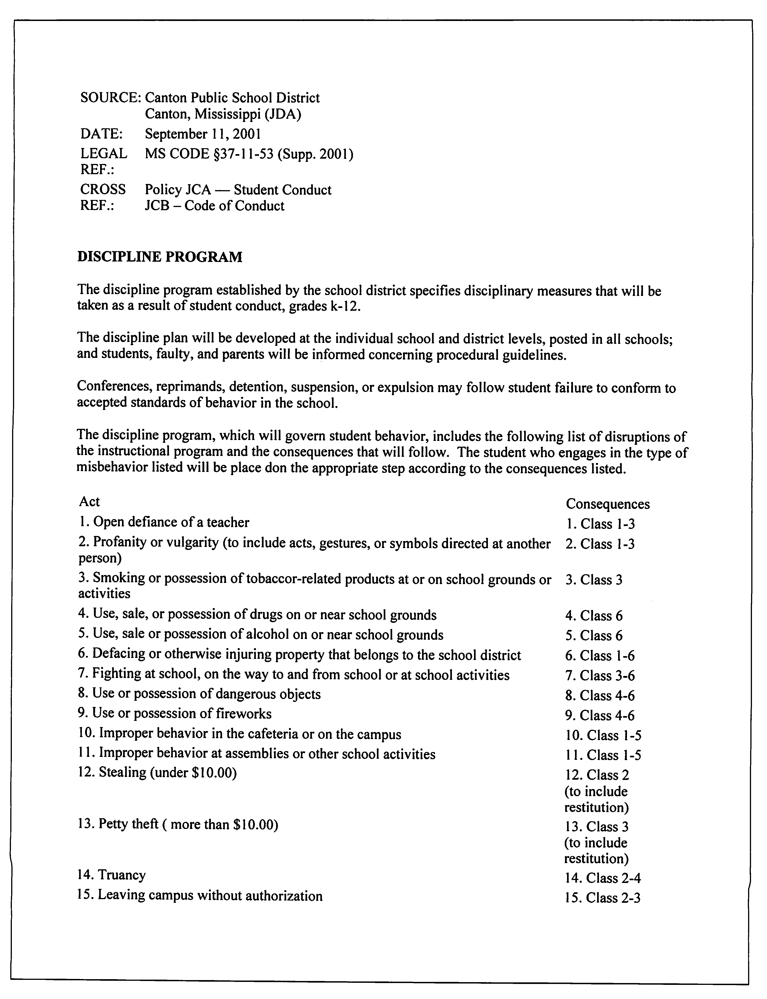 SOURCE: Canton Public School District
Canton, Mississippi (JDA)
DATE: September 11, 2001
LEGAL MS CODE §37-11-53 (Supp. 2001)
REF.:
CROSS Policy JCA — Student Conduct
REF.: JCB – Code of Conduct
DISCIPLINE PROGRAM
The discipline program established by the school district specifies disciplinary measures that will be
taken as a result of student conduct, grades k-12.
The discipline plan will be developed at the individual school and district levels, posted in all schools;
and students, faulty, and parents will be informed concerning procedural guidelines.
Conferences, reprimands, detention, suspension, or expulsion may follow student failure to conform to
accepted standards of behavior in the school.
The discipline program, which will govern student behavior, includes the following list of disruptions of
the instructional program and the consequences that will follow. The student who engages in the type of
misbehavior listed will be place don the appropriate step according to the consequences listed.
Act Consequences
1. Open defiance of a teacher 1. Class 1-3
2. Profanity or vulgarity (to include acts, gestures, or symbols directed at another 2. Class 1-3
person)
3. Smoking or possession of tobaccor-related products at or on school grounds or 3. Class 3
activities
4. Use, sale, or possession of drugs on or near school grounds 4. Class 6
5. Use, sale or possession of alcohol on or near school grounds 5. Class 6
6. Defacing or otherwise injuring property that belongs to the school district 6. Class 1-6
7. Fighting at school, on the way to and from school or at school activities 7. Class 3-6
8. Use or possession of dangerous objects 8. Class 4-6
9. Use or possession of fireworks 9. Class 4-6
10. Improper behavior in the cafeteria or on the campus 10. Class 1-5
11. Improper behavior at assemblies or other school activities 11. Class 1-5
12. Stealing (under $10.00) 12. Class 2
(to include
restitution)
13. Petty theft ( more than $10.00) 13. Class 3
(to include
restitution)
14. Truancy 14. Class 2-4
15. Leaving campus without authorization 15. Class 2-3